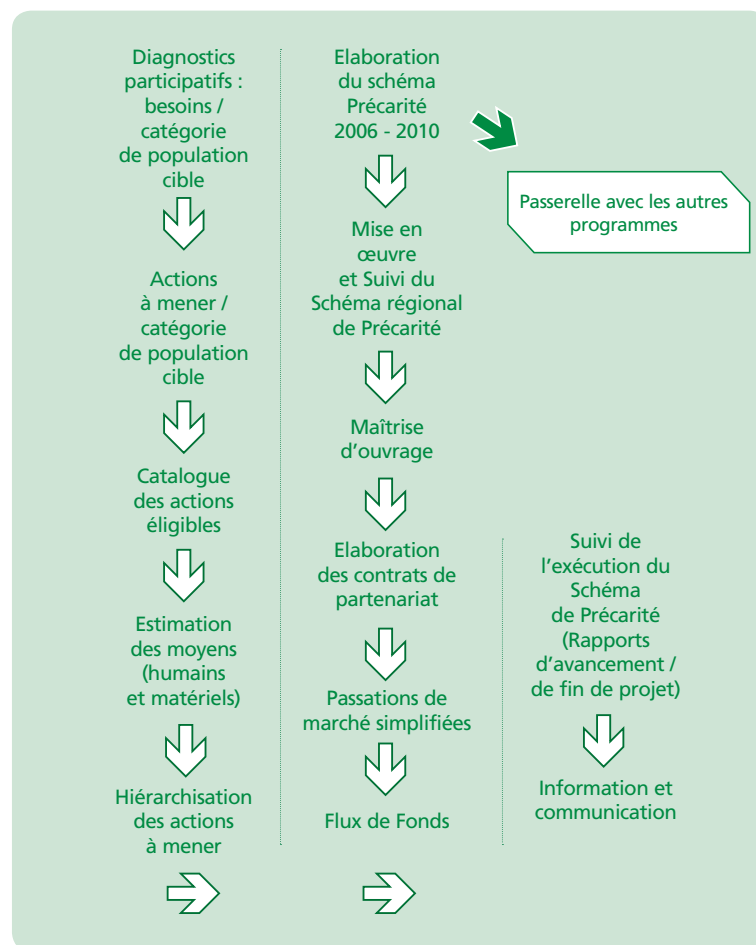 Diagnostics
participatifs :
besoins /
catégorie
de population
cible
Actions
à mener /
catégorie
de population
cible
Catalogue
des actions
éligibles
Estimation
des moyens
(humains
et matériels)
Hiérarchisation
des actions
à mener
Elaboration
du schéma
Précarité
2006 - 2010
Mise en
œuvre
et Suivi du
Schéma régional
de Précarité
Maîtrise
d’ouvrage
Elaboration
des contrats de
partenariat
Passations de
marché simplifiées
Flux de Fonds
Passerelle avec les autres
programmes
Suivi de
l’exécution du
Schéma
de Précarité
(Rapports
d’avancement /
de fin de projet)
Information et
communication